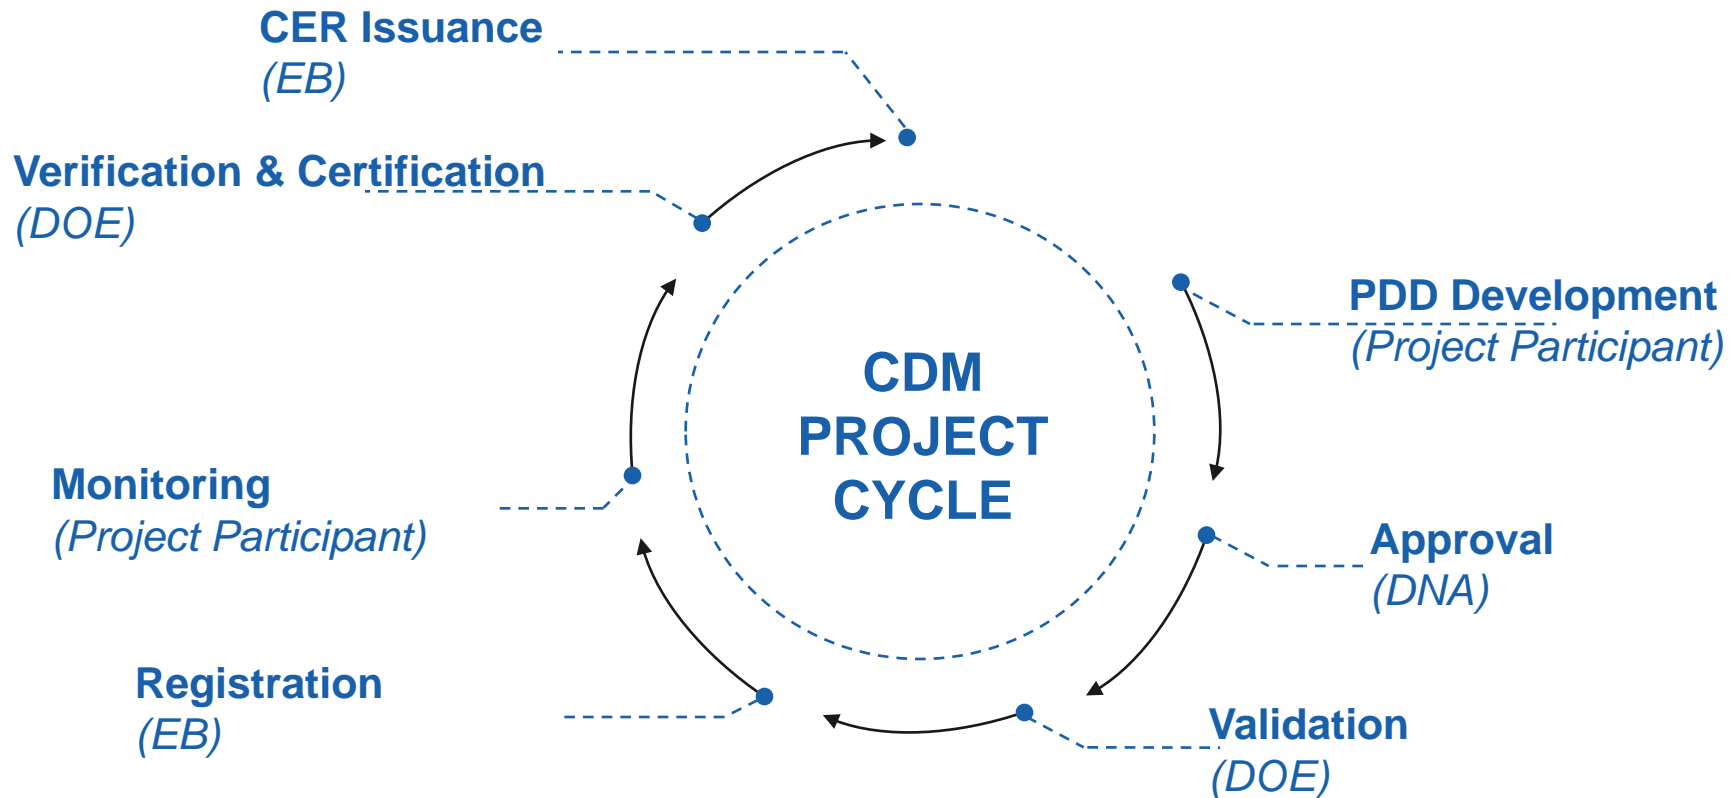 CER Issuance
(EB)
Verification & Certification
(DOE)
PDD Development
(Project Participant)
CDM
PROJECT
CYCLE
Monitoring
(Project Participant)
Approval
(DNA)
Registration
(EB)
Validation
(DOE)